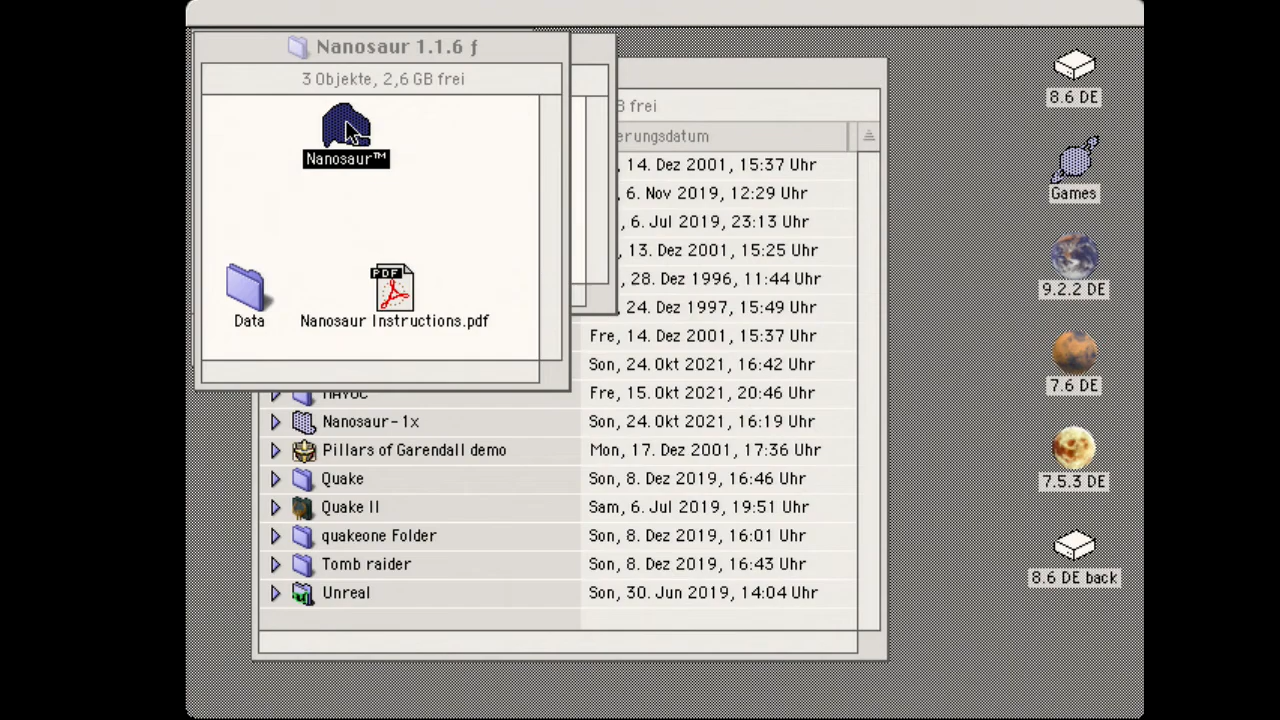 Nanosaur 1.1.6 ƒ
3 Objekte, 2,6 GB frei
Nanosaur™
Data
PDF
Nanosaur Instructions.pdf
frei
erungsdatum
, 14. Dez 2001, 15:37 Uhr
, 6. Nov 2019, 12:29 Uhr
, 6. Jul 2019, 23:13 Uhr
, 13. Dez 2001, 15:25 Uhr
, 28. Dez 1996, 11:44 Uhr
, 24. Dez 1997, 15:49 Uhr
Fre, 14. Dez 2001, 15:37 Uhr
Son, 24. Okt 2021, 16:42 Uhr
Fre, 15. Okt 2021, 20:46 Uhr
Nanosaur-1x Son, 24. Okt 2021, 16:19 Uhr
Pillars of Garendall demo Mon, 17. Dez 2001, 17:36 Uhr
Quake Son, 8. Dez 2019, 16:46 Uhr
Quake II Sam, 6. Jul 2019, 19:51 Uhr
quakeone Folder Son, 8. Dez 2019, 16:01 Uhr
Tomb raider Son, 8. Dez 2019, 16:43 Uhr
Unreal Son, 30. Jun 2019, 14:04 Uhr
8.6 DE
Games
9.2.2 DE
7.6 DE
7.5.3 DE
8.6 DE back